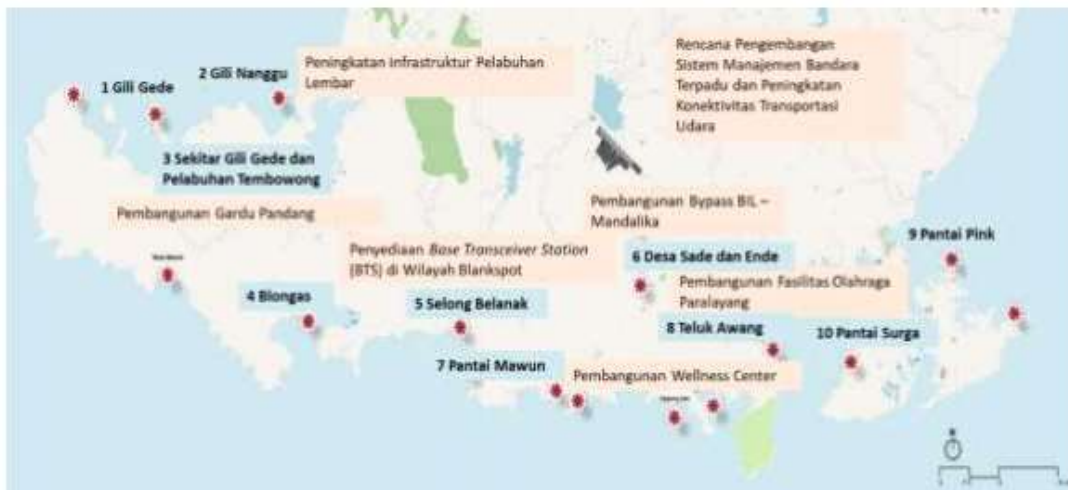 1 Gili Gede
2 Gili Nanggu
Peningkatan Infrastruktur Pelabuhan
Lembar
Rencana Pengembangan
Sistem Manajemen Bandara
Terpadu dan Peningkatan
Konektivitas Transportasi
Udara
3 Sekitar Gili Gede dan
Pelabuhan Tembowong
Pembangunan Gardu Pandang
Pembangunan Bypass BIL –
Mandalika
Penyediaan Base Transceiver Station
(BTS) di Wilayah Blankspot
6 Desa Sade dan Ende
9 Pantai Pink
Pembangunan Fasilitas Olahraga
Paralayang
4 Blongas
5 Selong Belanak
8 Teluk Awang
10 Pantai Surga
7 Pantai Mawun
Pembangunan Wellness Center